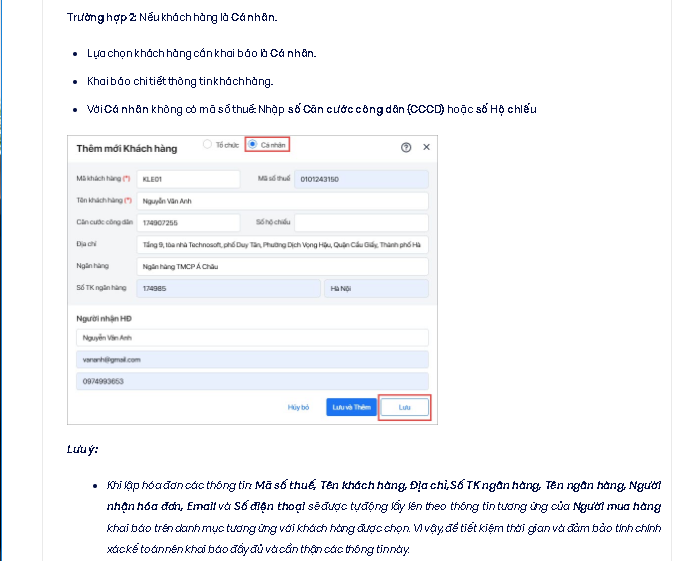 Trường hợp 2: Nếu khách hàng là Cá nhân.
Lựa chọn khách hàng cần khai báo là Cá nhân.
Khai báo chi tiết thông tin khách hàng.
Với Cá nhân không có mã số thuế: Nhập số Căn cước công dân (CCCD) hoặc số Hộ chiếu
Thêm mới Khách hàng Tổ chức Cá nhân
Mã khách hàng (*) KLE01 Mã số thuế 0101243150
Tên khách hàng (*) Nguyễn Văn Anh
Căn cước công dân 174907255 Số hộ chiếu
Địa chỉ Tầng 9, tòa nhà Technosoft, phố Duy Tân, Phường Dịch Vọng Hậu, Quận Cầu Giấy, Thành phố Hà
Ngân hàng Ngân hàng TMCP Á Châu
Số TK ngân hàng 174985 Hà Nội
Người nhận HĐ
Nguyễn Văn Anh
vananh@gmail.com
0974993653
Hủy bỏ Lưu và Thêm Lưu
Lưu ý:
Khi lập hóa đơn các thông tin: Mã số thuế, Tên khách hàng, Địa chỉ, Số TK ngân hàng, Tên ngân hàng, Người
nhận hóa đơn, Email và Số điện thoại sẽ được tự động lấy lên theo thông tin tương ứng của Người mua hàng
khai báo trên danh mục tương ứng với khách hàng được chọn. Vì vậy, để tiết kiệm thời gian và đảm bảo tính chính
xác kế toán nên khai báo đầy đủ và cẩn thận các thông tin này.